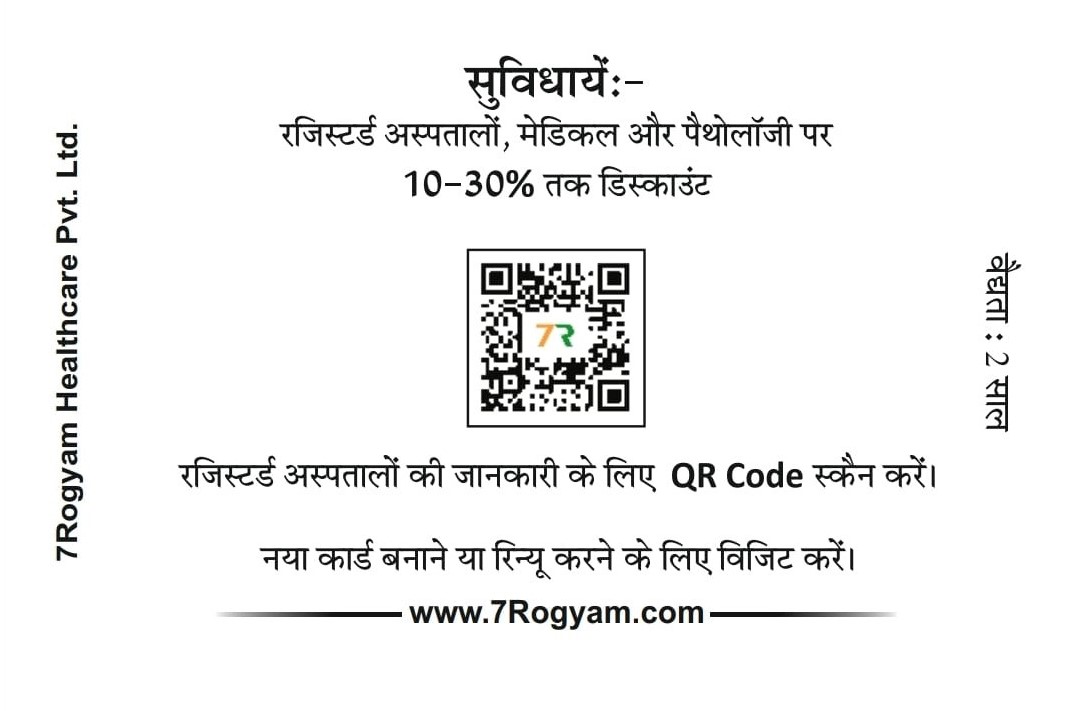 सुविधायें:-
रजिस्टर्ड अस्पतालों, मेडिकल और पैथोलॉजी पर
10-30% तक डिस्काउंट
7Rogyam Healthcare Pvt. Ltd.
7R
वैद्यता : 2 साल
रजिस्टर्ड अस्पतालों की जानकारी के लिए QR Code स्कैन करें।
नया कार्ड बनाने या रिन्यू करने के लिए विजिट करें।
www.7Rogyam.com